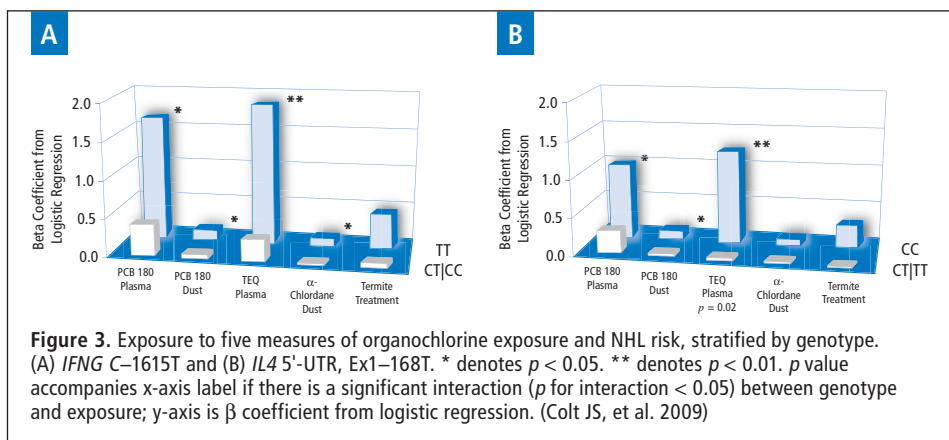 A
B
Beta Coefficient from
Logistic Regression
2.0
1.5
1.0
0.5
0.0
*
*
**
*
TT
CT|CC
PCB 180
Plasma
PCB 180
Dust
TEQ
Plasma
α-
Chlordane
Dust
Termite
Treatment
Beta Coefficient from
Logistic Regression
2.0
1.5
1.0
0.5
0.0
*
*
**
CC
CT|TT
PCB 180
Plasma
PCB 180
Dust
TEQ
Plasma
p = 0.02
α-
Chlordane
Dust
Termite
Treatment
Figure 3. Exposure to five measures of organochlorine exposure and NHL risk, stratified by genotype.
(A) IFNG C–1615T and (B) IL4 5'-UTR, Ex1–168T. * denotes p < 0.05. ** denotes p < 0.01. p value
accompanies x-axis label if there is a significant interaction (p for interaction < 0.05) between genotype
and exposure; y-axis is β coefficient from logistic regression. (Colt JS, et al. 2009)